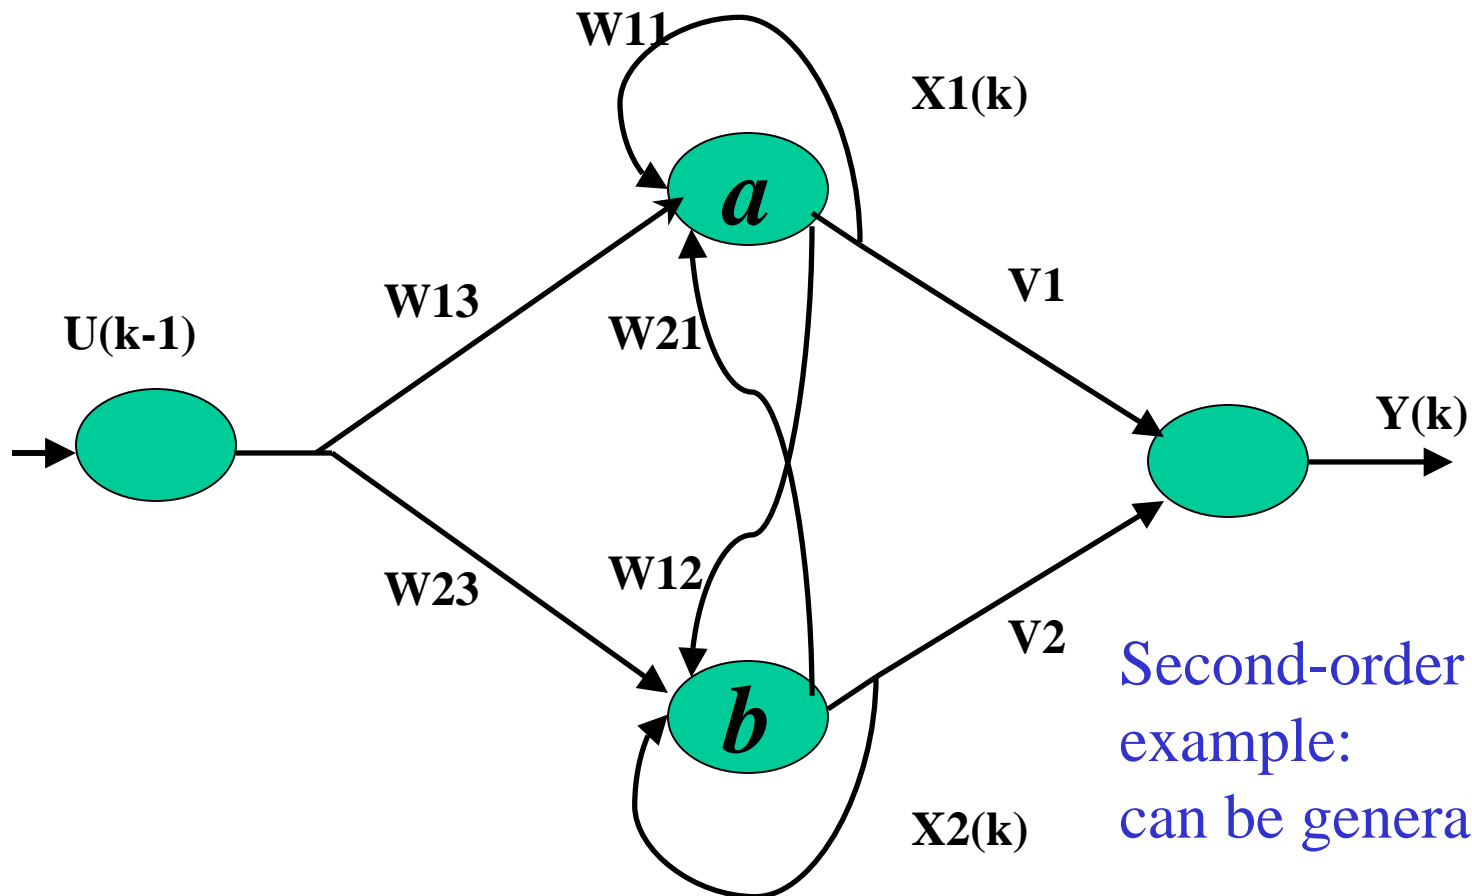 W11
X1(k)
a
W13
V1
U(k-1)
W21
Y(k)
W12
W23
V2
b
Second-order
example:
can be genera
X2(k)